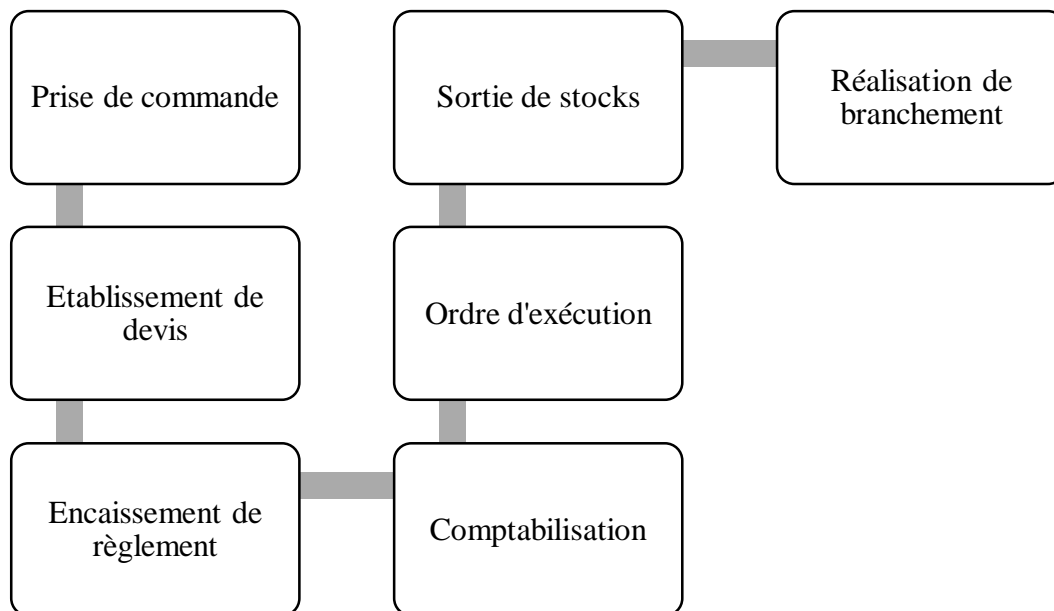 Prise de commande
Etablissement de
devis
Encaissement de
règlement
Comptabilisation
Ordre d'exécution
Sortie de stocks
Réalisation de
branchement